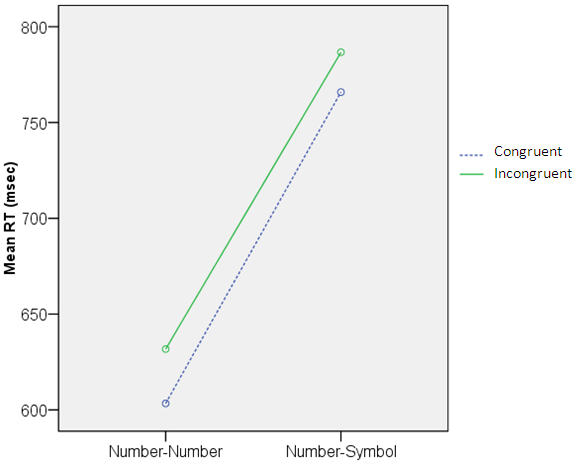 800
750
700
650
600
Mean RT (msec)
Number-Number
Number-Symbol
Congruent
Incongruent